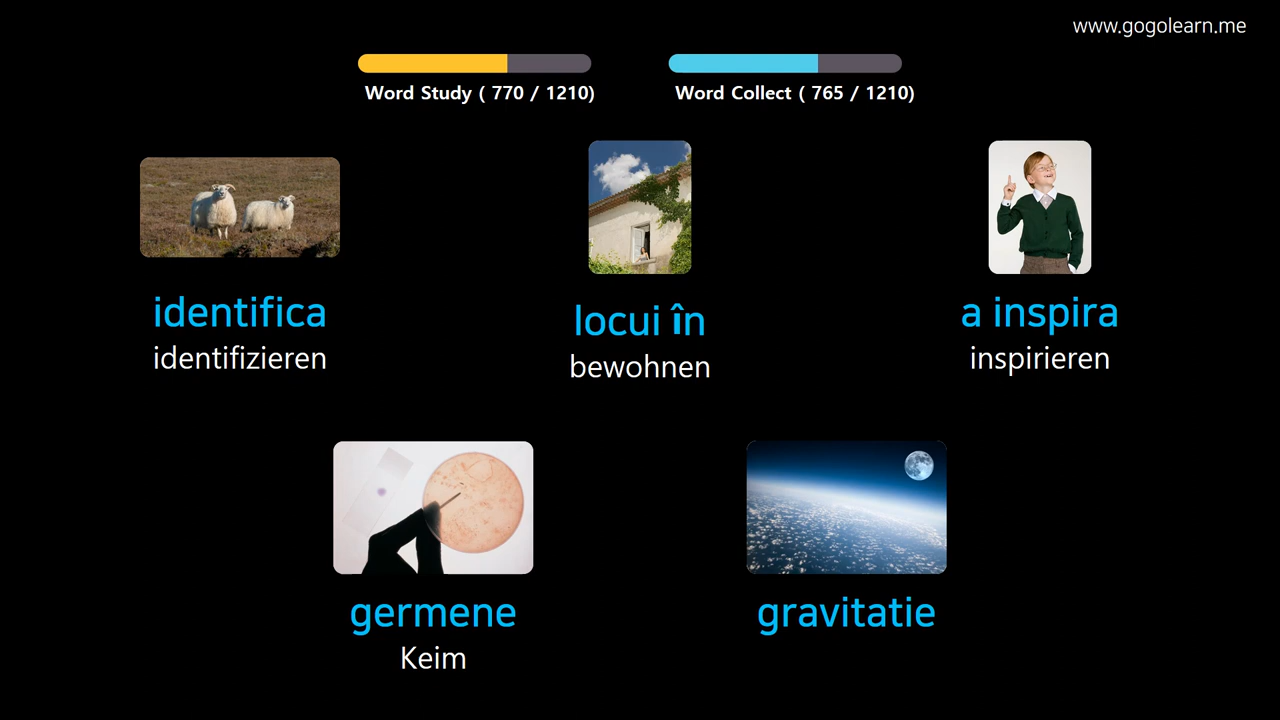 www.gogolearn.me
Word Study ( 770 / 1210)
Word Collect ( 765 / 1210)
identifica
identifizieren
locui în
bewohnen
a inspira
inspirieren
germene
Keim
gravitatie